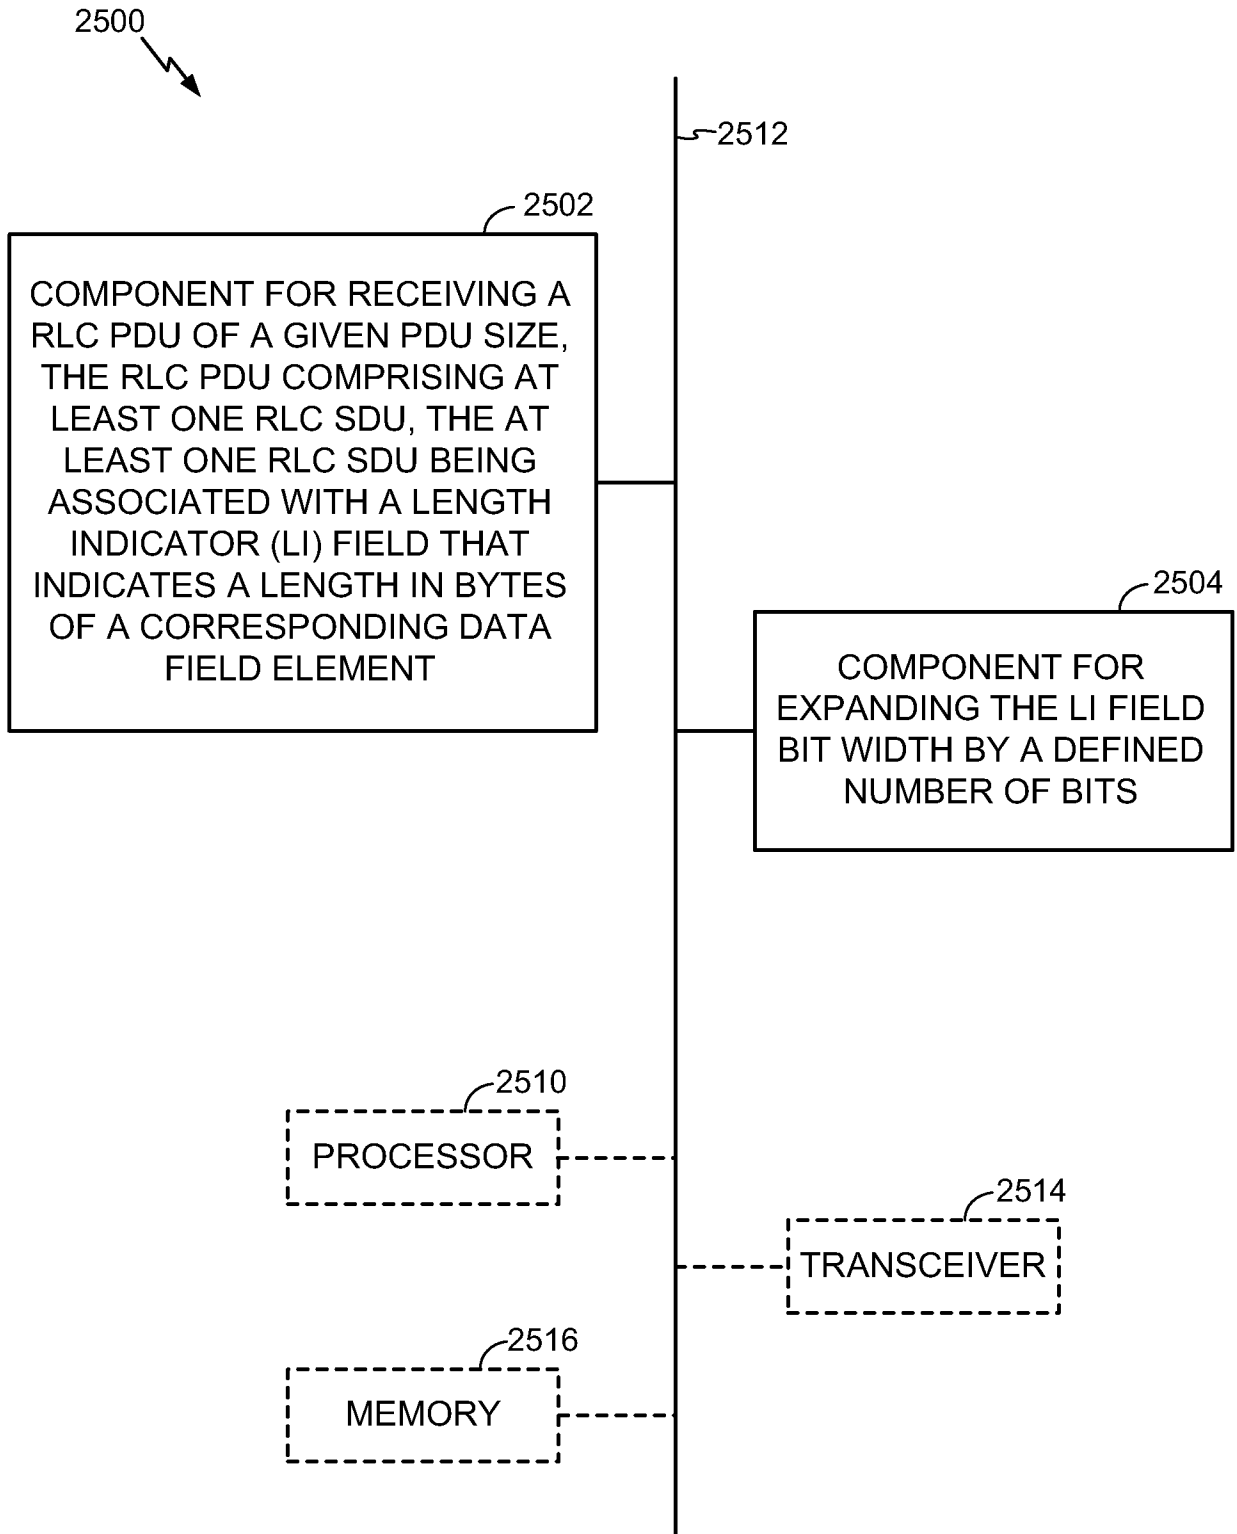 2500
2512
2502
COMPONENT FOR RECEIVING A
RLC PDU OF A GIVEN PDU SIZE,
THE RLC PDU COMPRISING AT
LEAST ONE RLC SDU, THE AT
LEAST ONE RLC SDU BEING
ASSOCIATED WITH A LENGTH
INDICATOR (LI) FIELD THAT
INDICATES A LENGTH IN BYTES
OF A CORRESPONDING DATA
FIELD ELEMENT
2504
COMPONENT FOR
EXPANDING THE LI FIELD
BIT WIDTH BY A DEFINED
NUMBER OF BITS
2510
PROCESSOR
2514
TRANSCEIVER
2516
MEMORY